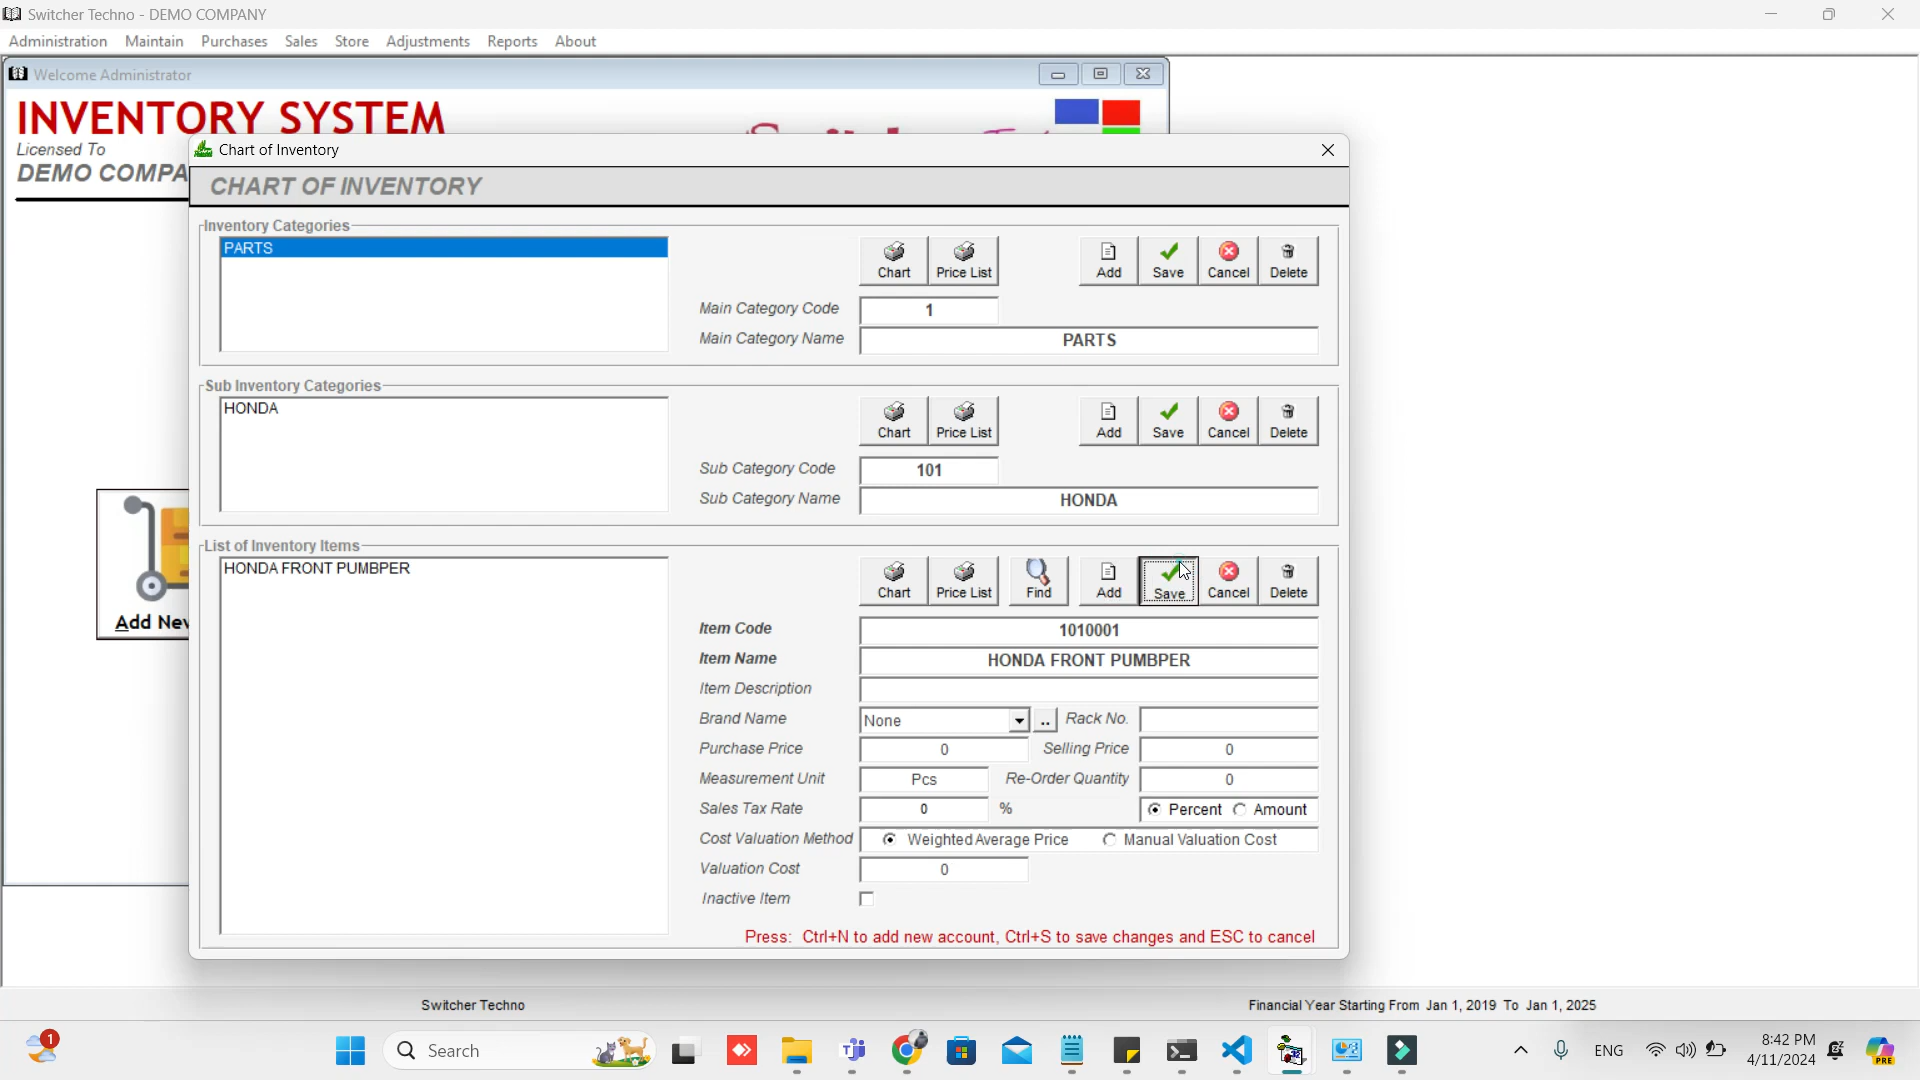 Switcher Techno - DEMO COMPANY
Administration Maintain Purchases Sales Store Adjustments Reports About
Welcome Administrator
INVENTORY SYSTEM
Licensed To
DEMO COMPA
Chart of Inventory
CHART OF INVENTORY
Inventory Categories
PARTS
Chart Price List Add Save Cancel Delete
Main Category Code 1
Main Category Name PARTS
Sub Inventory Categories
HONDA
Chart Price List Add Save Cancel Delete
Sub Category Code 101
Sub Category Name HONDA
List of Inventory Items
HONDA FRONT PUMBPER
Chart Price List Find Add Save Cancel Delete
Item Code 1010001
Add Nev
Item Name HONDA FRONT PUMBPER
Item Description
Brand Name None .. Rack No.
Purchase Price 0 Selling Price 0
Measurement Unit Pcs Re-Order Quantity 0
Sales Tax Rate 0 % Percent Amount
Cost Valuation Method Weighted Average Price Manual Valuation Cost
Valuation Cost 0
Inactive Item
Press: Ctrl+N to add new account, Ctrl+S to save changes and ESC to cancel
Switcher Techno Financial Year Starting From Jan 1, 2019 To Jan 1, 2025
1 Search ENG 8:42 PM
4/11/2024 PRE